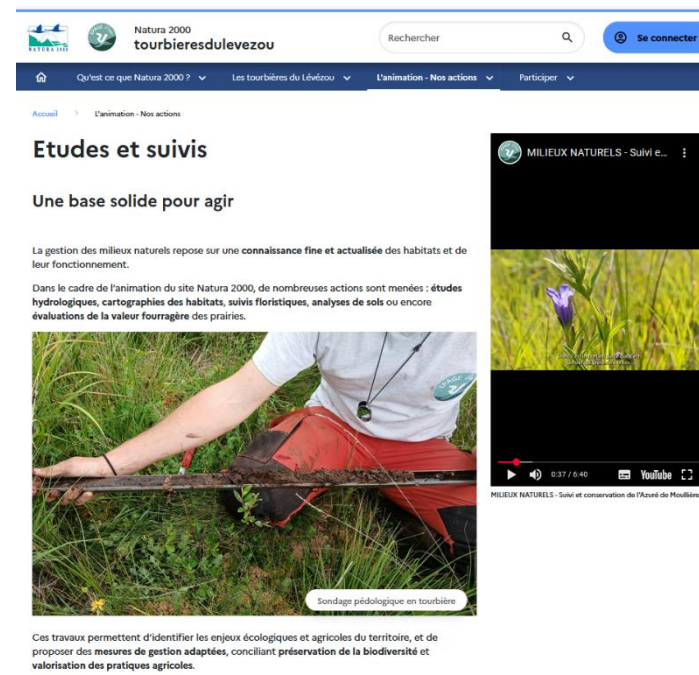 NATURA 2000
Natura 2000
tourbieresdulevezou
Rechercher
Se connecter
Qu'est ce que Natura 2000 ?
Les tourbières du Lévézou
L'animation - Nos actions
Participer
Accueil
L'animation - Nos actions
Etudes et suivis
Une base solide pour agir
La gestion des milieux naturels repose sur une connaissance fine et actualisée des habitats et de
leur fonctionnement.
Dans le cadre de l'animation du site Natura 2000, de nombreuses actions sont menées : études
hydrologiques, cartographies des habitats, suivis floristiques, analyses de sols ou encore
évaluations de la valeur fourragère des prairies.
EPAGE
Sondage pédologique en tourbière
Ces travaux permettent d'identifier les enjeux écologiques et agricoles du territoire, et de
proposer des mesures de gestion adaptées, conciliant préservation de la biodiversité et
valorisation des pratiques agricoles.
MILIEUX NATURELS - Suivi e...
0:37 / 6:40
YouTube
MILIEUX NATURELS - Suivi et conservation de l'Azuré de Mouillère